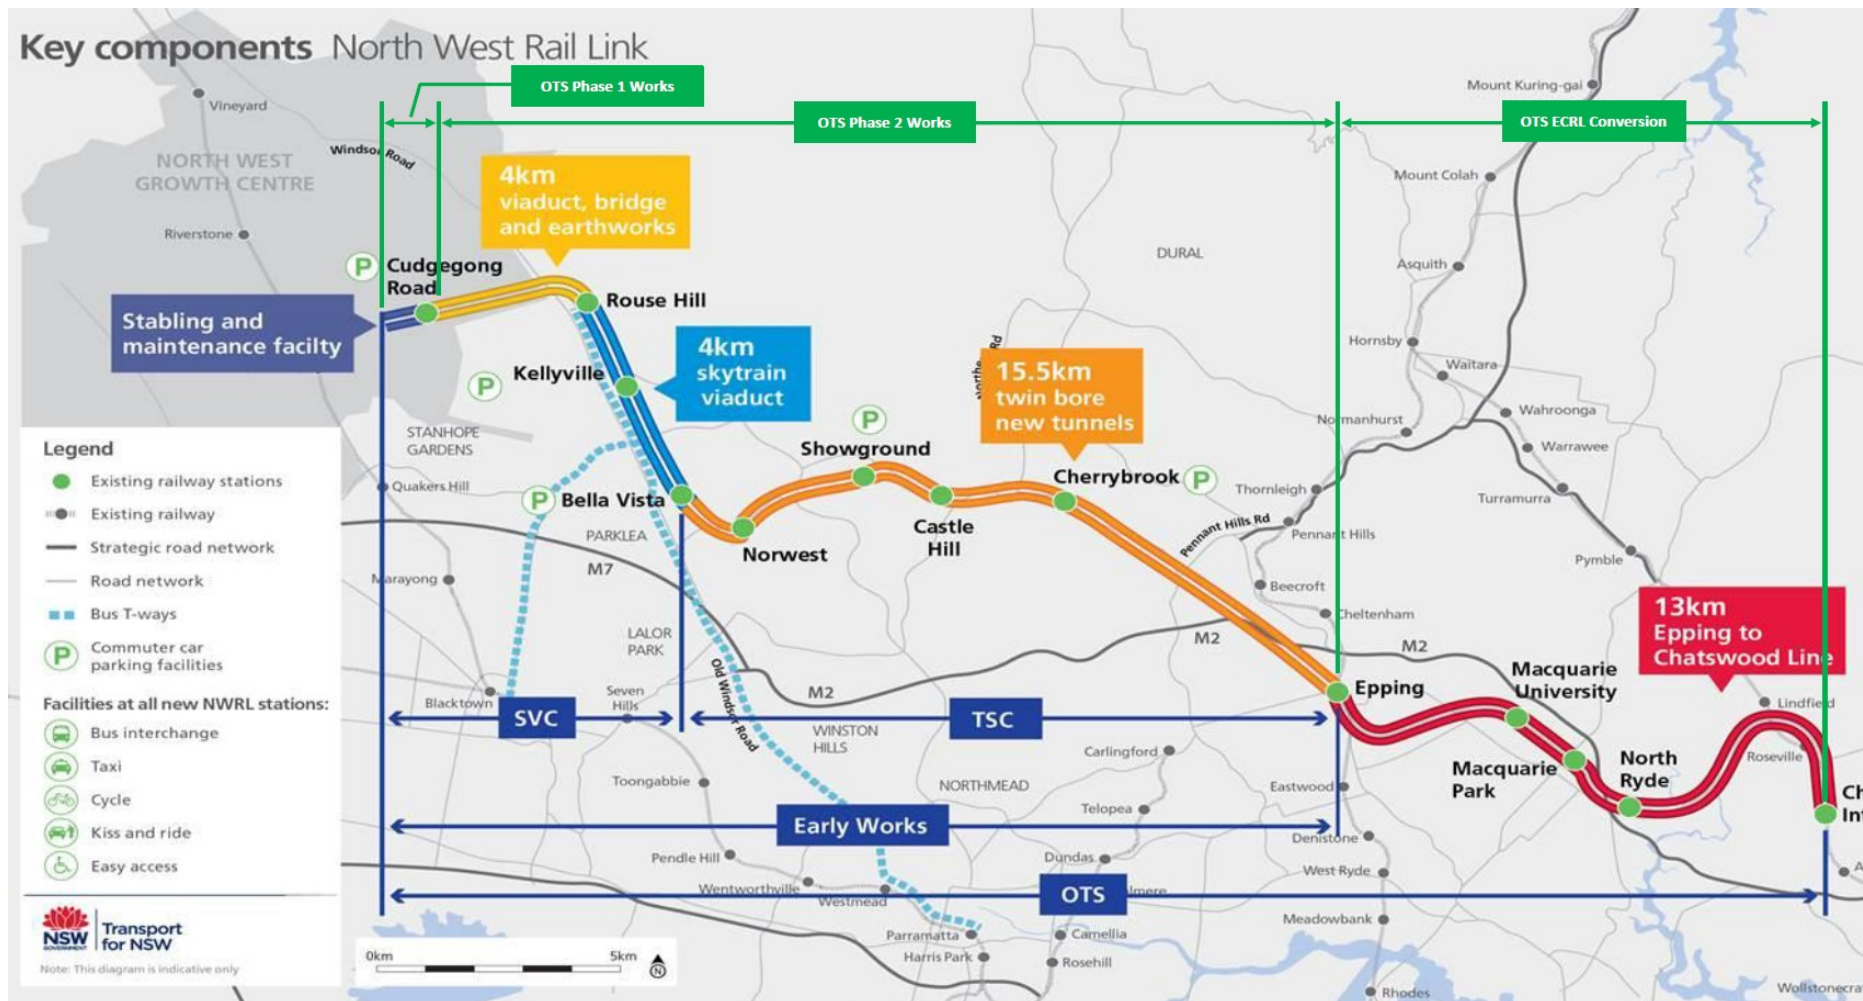 Key components North West Rail Link
OTS Phase 1 Works
OTS Phase 2 Works
OTS ECRL Conversion
Mount Kuring-gai
Vineyard
Windsor Road
NORTH WEST
GROWTH CENTRE
4km
viaduct, bridge
and earthworks
Mount Colah
Riverstone
DURAL
Asquith
P
Cudgegong
Road
Rouse Hill
Stabling and
maintenance facilty
4km
skytrain
viaduct
Kellyville
P
15.5km
twin bore
new tunnels
Rd
Hornsby
Waitara
Wahroonga
Normanhurst
Warrawee
P
Showground
Cherrybrook
P
Thornleigh
Turramurra
STANHOPE
GARDENS
Quakers Hill
P
Bella Vista
Castle
Hill
Norwest
PARKLEA
M7
Pennant Hills Rd
Pennant Hills
Pymble
Marayong
Beecroft
Cheltenham
13km
Epping to
Chatswood Line
LALOR
PARK
M2
M2
M2
Old Windsor Road
Macquarie
University
Epping
Lindfield
Blacktown
Seven
Hills
SVC
TSC
WINSTON
HILLS
Carlingford
Roseville
Macquarie
Park
North
Ryde
Toongabbie
NORTHMEAD
Eastwood
Telopea
Ch
Int
Early Works
Denistone
Pendle Hill
Dundas
West Ryde
Wentworthville
Westmead
OTS
lmere
Meadowbank
Parramatta
Camellia
Harris Park
Rosehill
Rhodes
Wollstonecra
Legend
Existing railway stations
Existing railway
Strategic road network
Road network
Bus T-ways
P
Commuter car
parking facilities
Facilities at all new NWRL stations:
Bus interchange
Taxi
Cycle
Kiss and ride
Easy access
NSW
GOVERNMENT
Transport
for NSW
Note: This diagram is indicative only
0km
5km
N